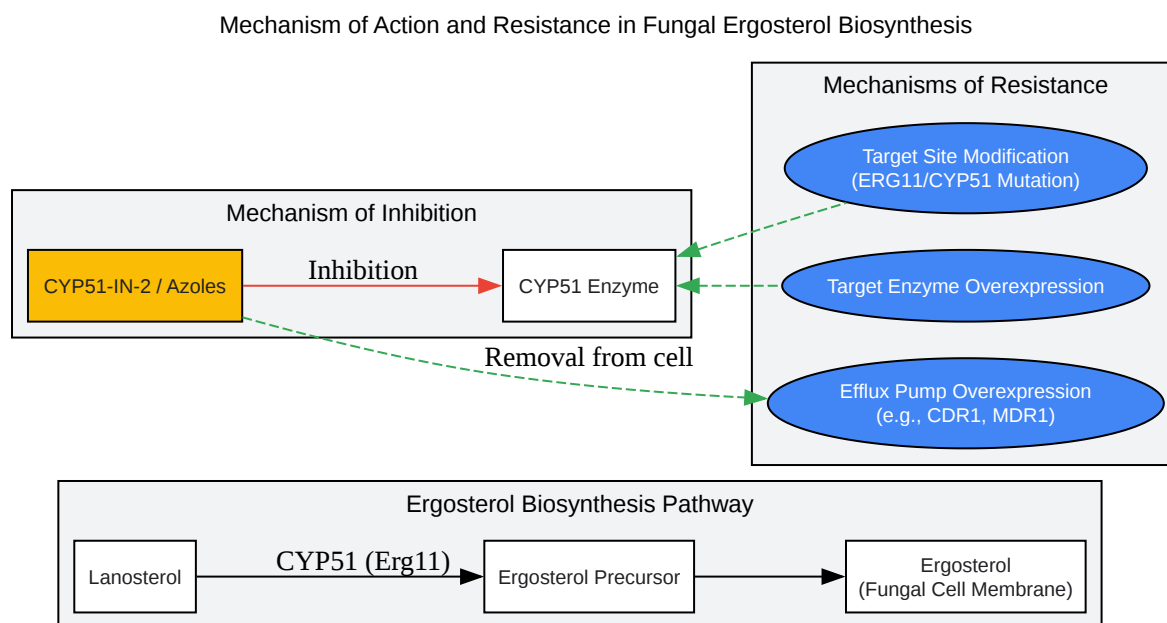 Mechanism of Action and Resistance in Fungal Ergosterol Biosynthesis
Mechanisms of Resistance
Target Site Modification
(ERG11/CYP51 Mutation)
Mechanism of Inhibition
CYP51-IN-2 / Azoles
Inhibition
CYP51 Enzyme
Target Enzyme Overexpression
Removal from cell
Efflux Pump Overexpression
(e.g., CDR1, MDR1)
Ergosterol Biosynthesis Pathway
Lanosterol
CYP51 (Erg11)
Ergosterol Precursor
Ergosterol
(Fungal Cell Membrane)